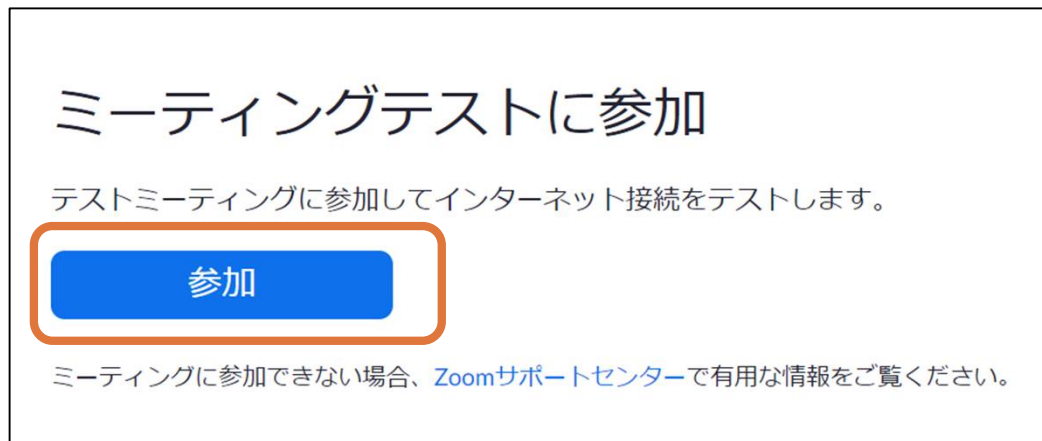 ミーティングテストに参加
テストミーティングに参加してインターネット接続をテストします。
参加
ミーティングに参加できない場合、Zoomサポートセンターで有用な情報をご覧ください。